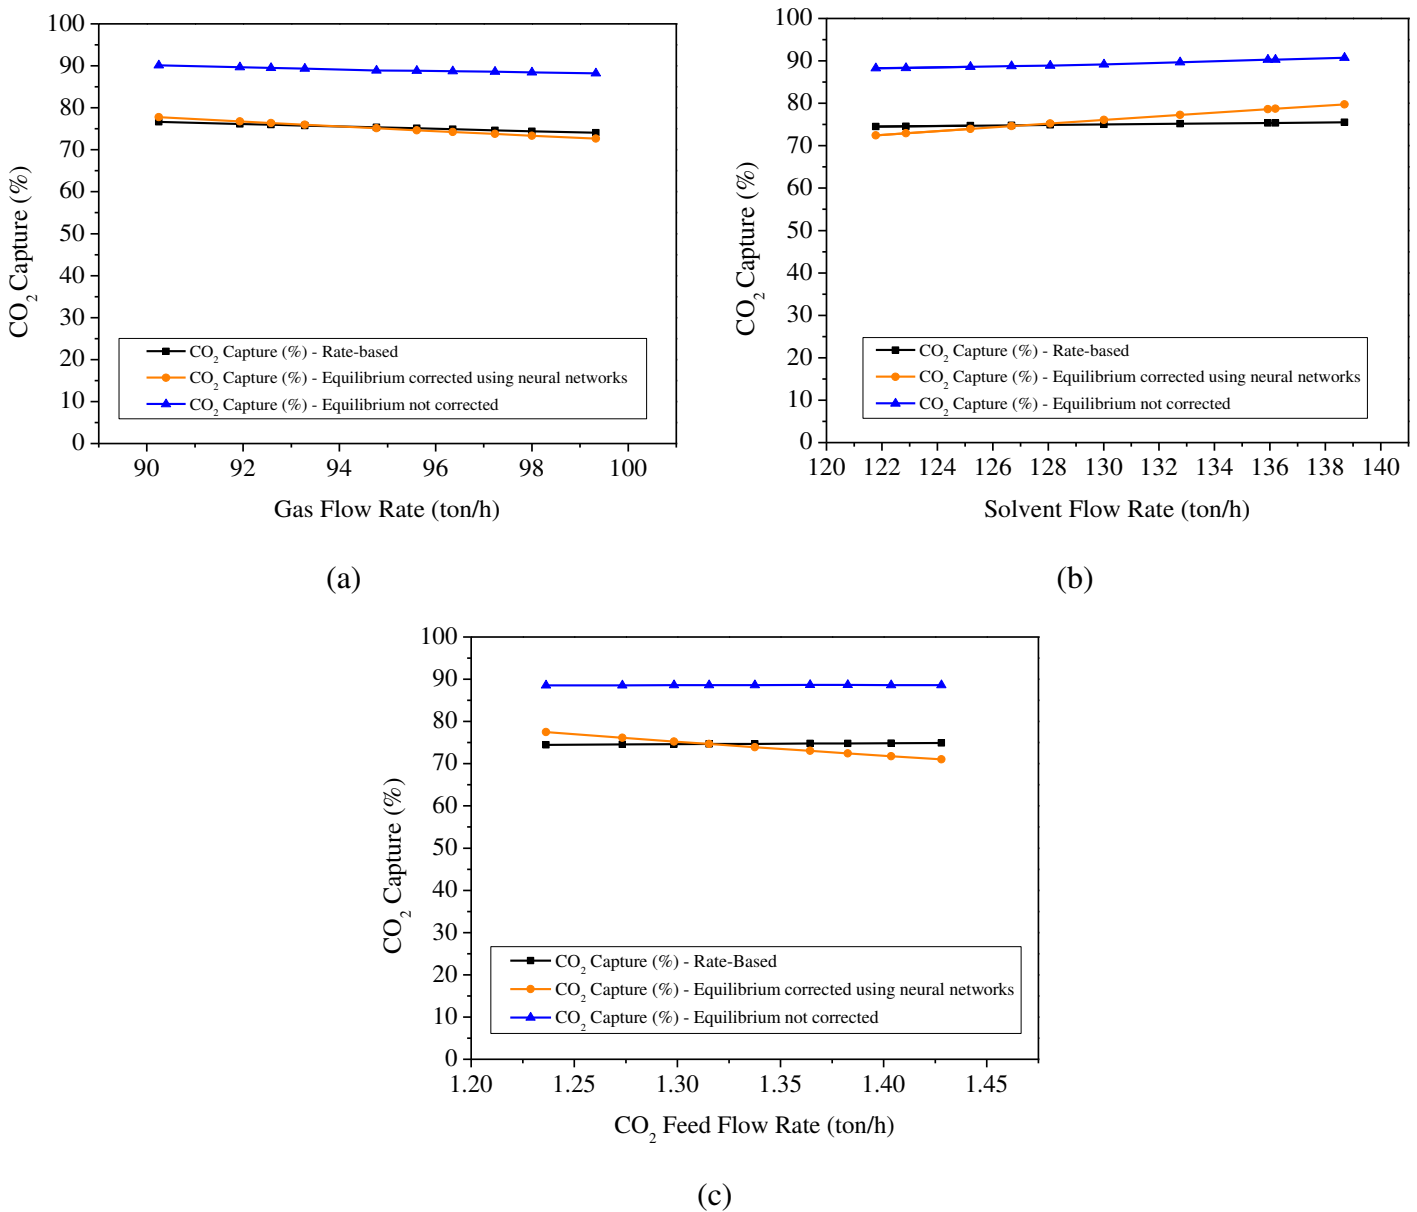 100
90
80
70
60
50
40
30
20
10
0
CO2 Capture (%)
CO2 Capture (%) - Rate-based
CO2 Capture (%) - Equilibrium corrected using neural networks
CO2 Capture (%) - Equilibrium not corrected
90 92 94 96 98 100
Gas Flow Rate (ton/h)
(a)
100
90
80
70
60
50
40
30
20
10
0
CO2 Capture (%)
CO2 Capture (%) - Rate-based
CO2 Capture (%) - Equilibrium corrected using neural networks
CO2 Capture (%) - Equilibrium not corrected
120 122 124 126 128 130 132 134 136 138 140
Solvent Flow Rate (ton/h)
(b)
100
90
80
70
60
50
40
30
20
10
0
CO2 Capture (%)
CO2 Capture (%) - Rate-Based
CO2 Capture (%) - Equilibrium corrected using neural networks
CO2 Capture (%) - Equilibrium not corrected
1.20 1.25 1.30 1.35 1.40 1.45
CO2 Feed Flow Rate (ton/h)
(c)